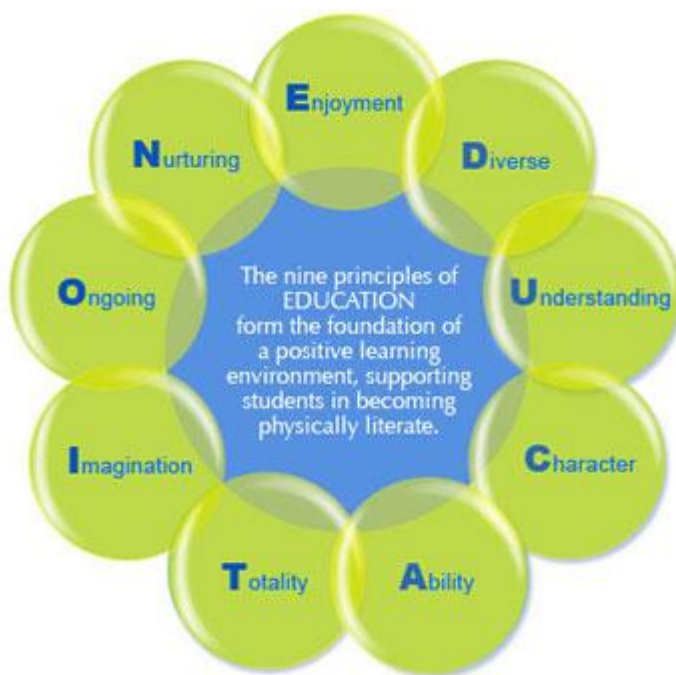 Enjoyment
Diverse
Understanding
Character
Ability
Totality
Imagination
Ongoing
Nurturing
The nine principles of
EDUCATION
form the foundation of
a positive learning
environment, supporting
students in becoming
physically literate.